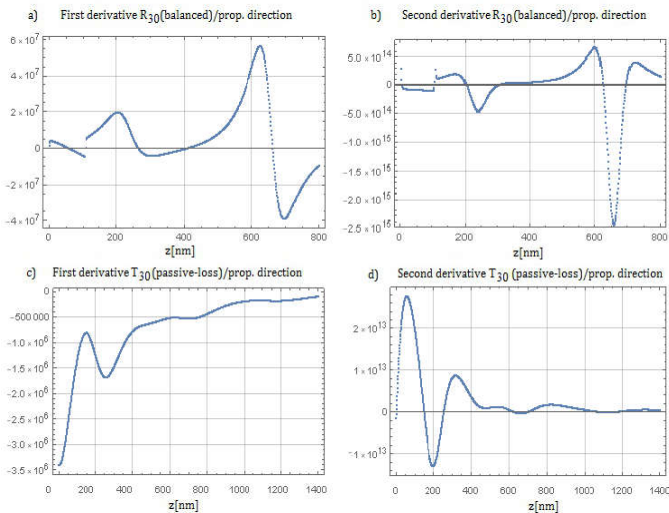 a) First derivative R30(balanced)/prop. direction
6×10^7
4×10^7
2×10^7
0
-2×10^7
-4×10^7
0 200 400 600 800
z[nm]
b) Second derivative R30(balanced)/prop. direction
5.0×10^14
0
-5.0×10^14
-1.0×10^15
-1.5×10^15
-2.0×10^15
-2.5×10^15
0 200 400 600 800
z[nm]
c) First derivative T30(passive-loss)/prop. direction
0
-500 000
-1.0×10^6
-1.5×10^6
-2.0×10^6
-2.5×10^6
-3.0×10^6
-3.5×10^6
0 200 400 600 800 1000 1200 1400
z[nm]
d) Second derivative T30 (passive-loss)/prop. direction
2×10^13
1×10^13
0
-1×10^13
0 200 400 600 800 1000 1200 1400
z[nm]